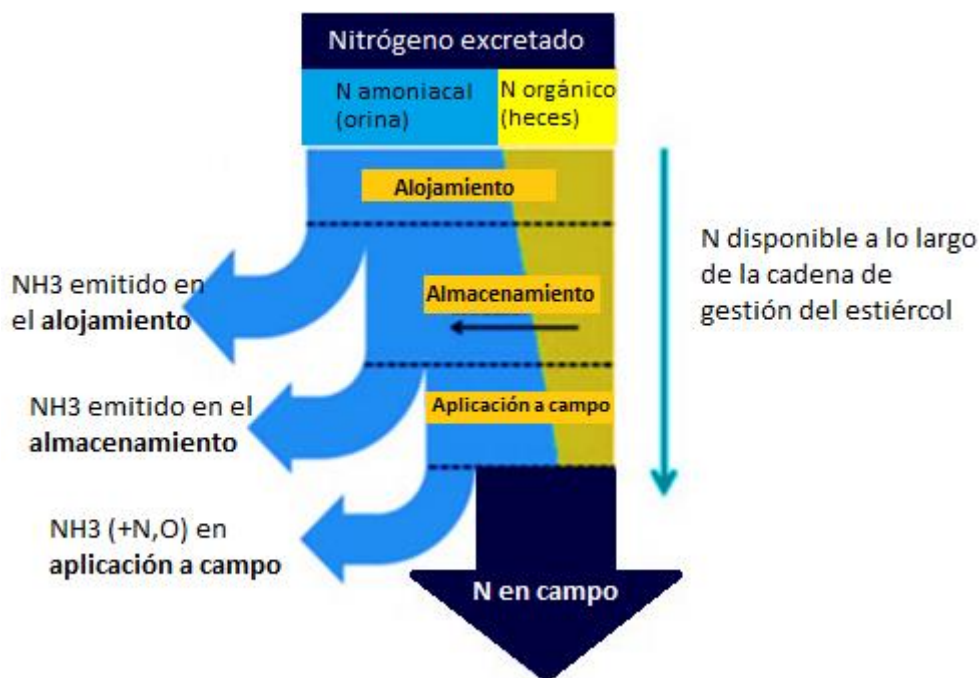 Nitrógeno excretado
N amoniacal
(orina)
N orgánico
(heces)
Alojamiento
NH3 emitido en
el alojamiento
Almacenamiento
N disponible a lo largo
de la cadena de
gestión del estiércol
NH3 emitido en el
almacenamiento
Aplicación a campo
NH3 (+N,O) en
aplicación a campo
N en campo